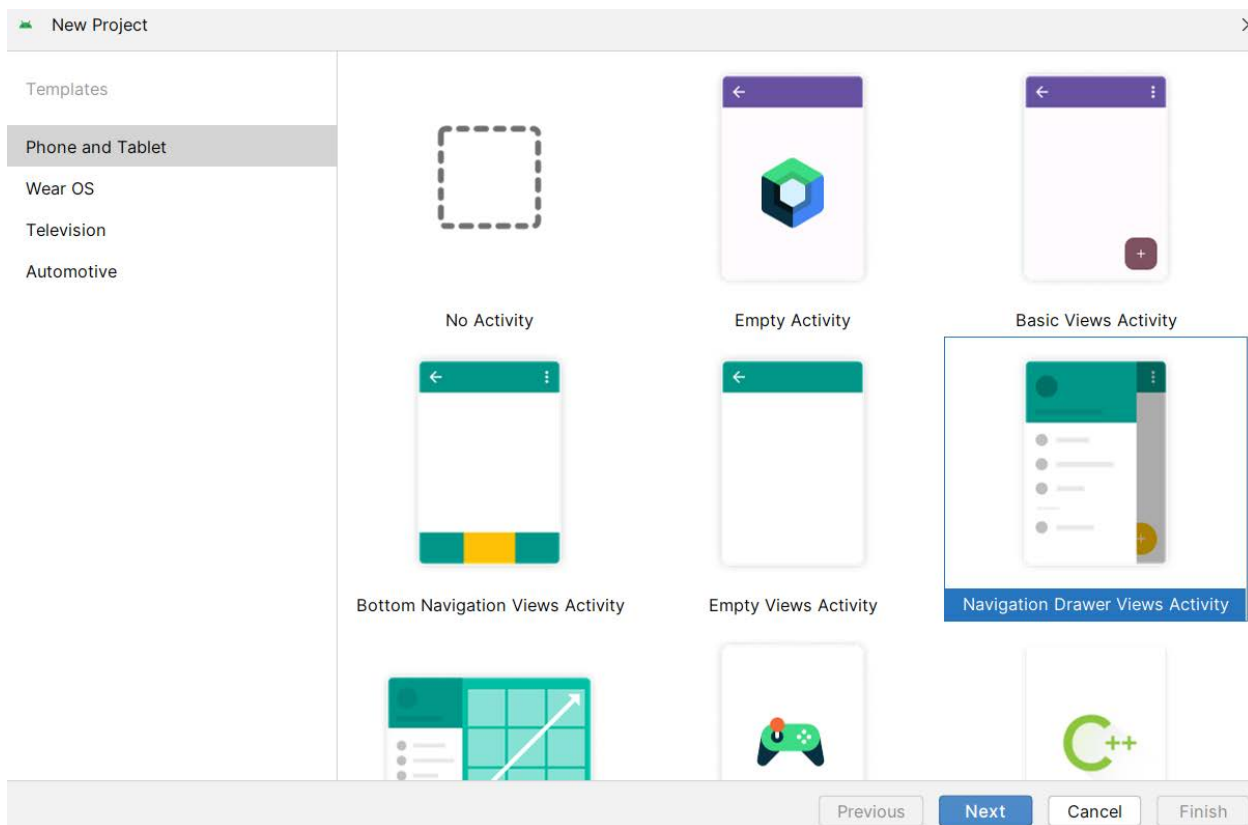 New Project
Templates
Phone and Tablet
Wear OS
Television
Automotive
No Activity
Empty Activity
Basic Views Activity
Bottom Navigation Views Activity
Empty Views Activity
Navigation Drawer Views Activity
C++
Previous
Next
Cancel
Finish